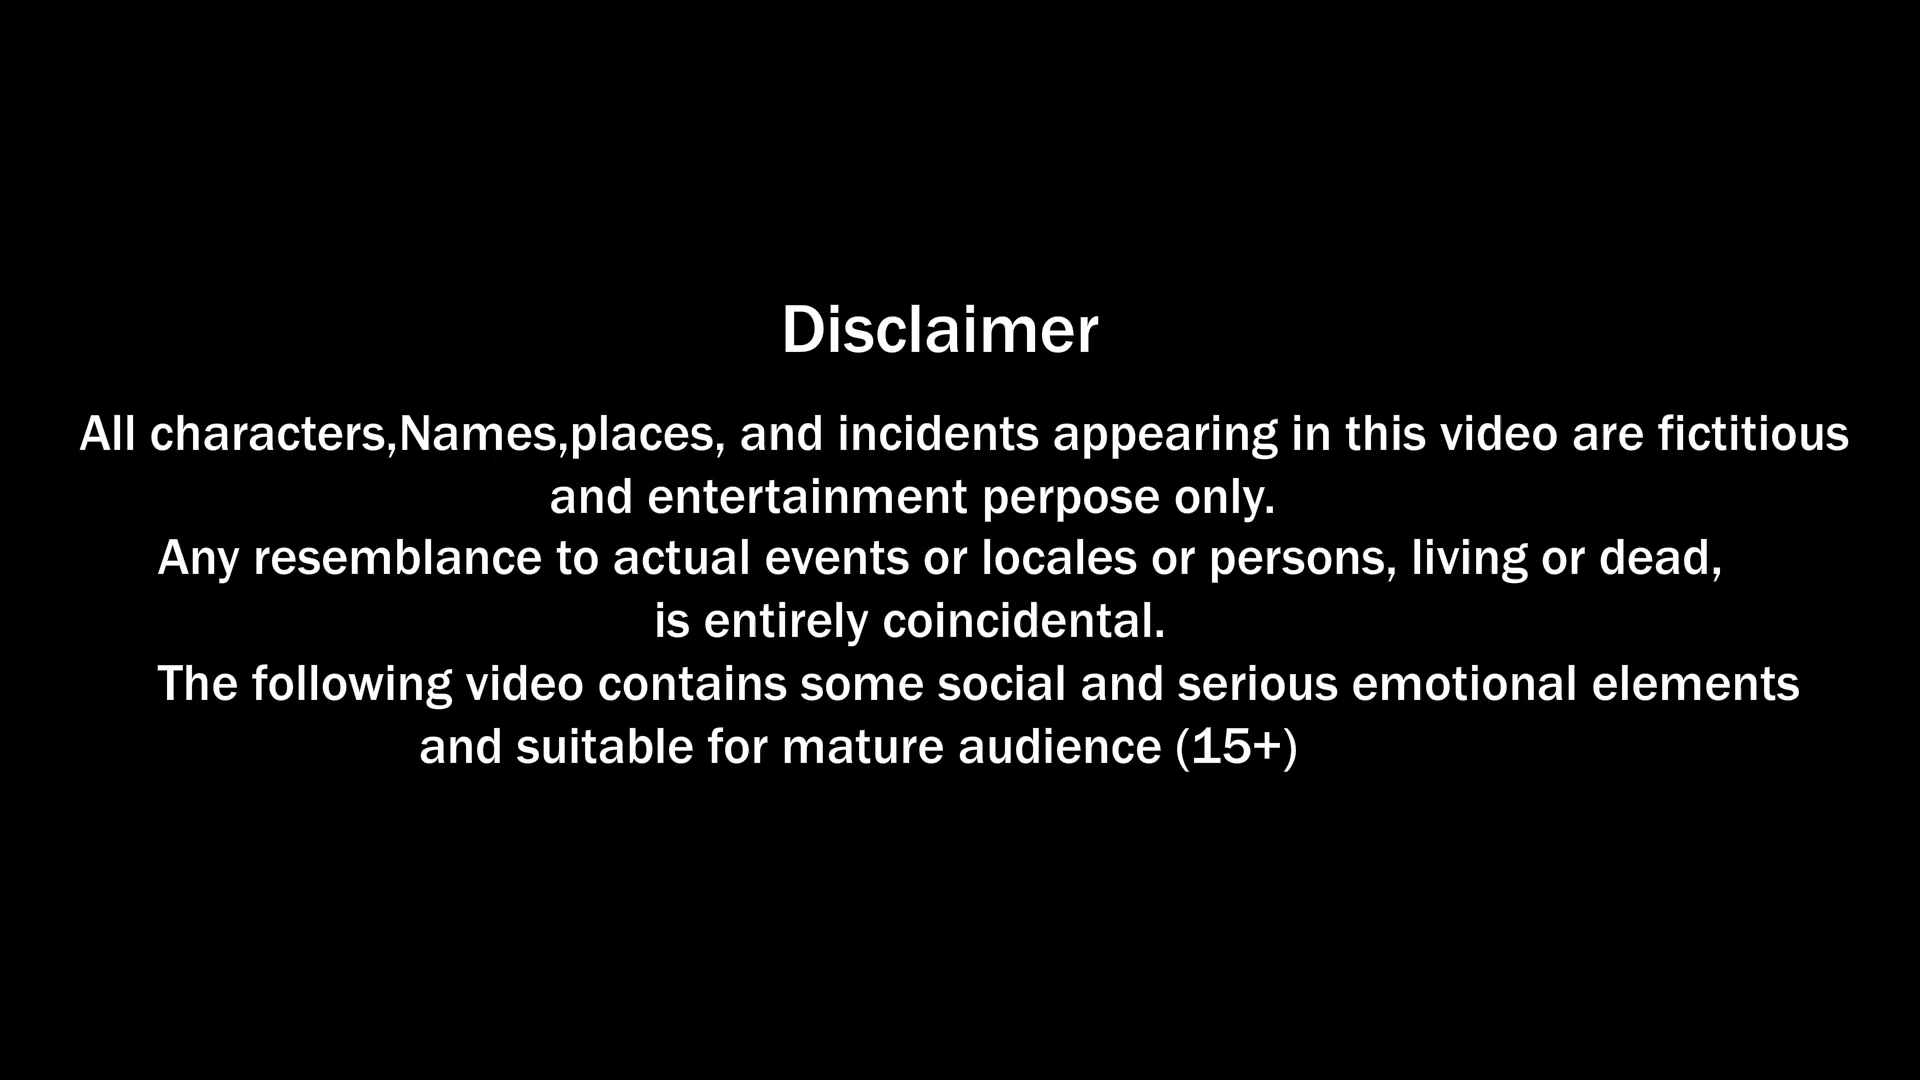 Disclaimer
All characters,Names,places, and incidents appearing in this video are fictitious
and entertainment perpose only.
Any resemblance to actual events or locales or persons, living or dead,
is entirely coincidental.
The following video contains some social and serious emotional elements
and suitable for mature audience (15+)